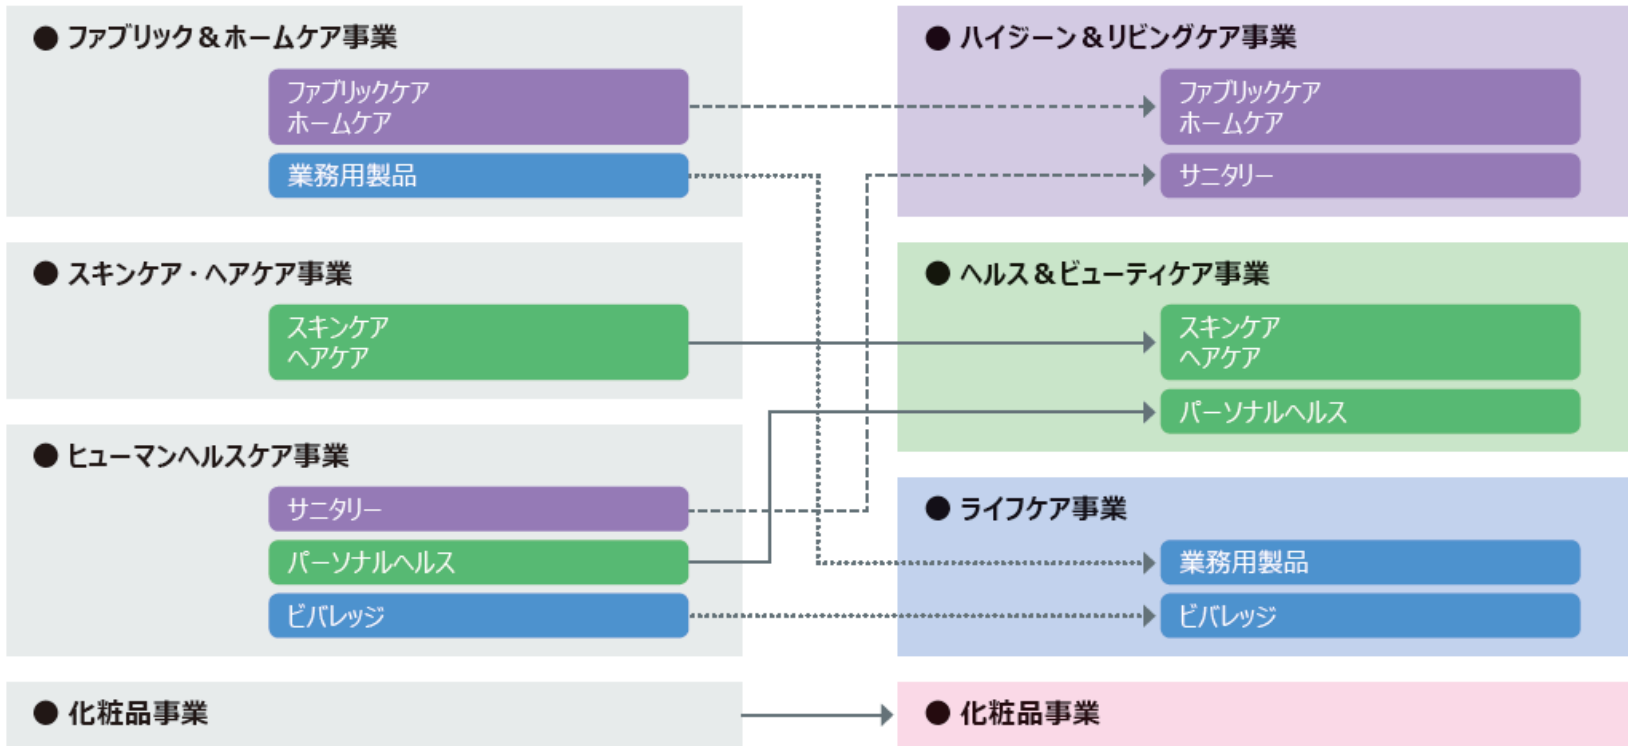 ● ファブリック＆ホームケア事業
ファブリックケア
ホームケア
業務用製品
● スキンケア・ヘアケア事業
スキンケア
ヘアケア
● ヒューマンヘルスケア事業
サニタリー
パーソナルヘルス
ビバレッジ
● 化粧品事業
● ハイジーン＆リビングケア事業
ファブリックケア
ホームケア
サニタリー
● ヘルス＆ビューティケア事業
スキンケア
ヘアケア
パーソナルヘルス
● ライフケア事業
業務用製品
ビバレッジ
● 化粧品事業